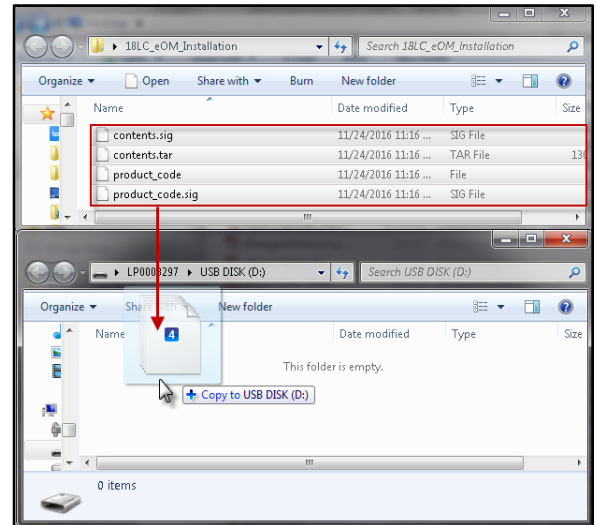 18LC_eOM_Installation
Search 18LC_eOM_Installation
Organize Open Share with Burn New folder
Name Date modified Type Size
contents.sig 11/24/2016 11:16 ... SIG File
contents.tar 11/24/2016 11:16 ... TAR File 130
product_code 11/24/2016 11:16 ... File
product_code.sig 11/24/2016 11:16 ... SIG File
USB DISK (D:)
Search USB DISK (D:)
Organize Share with New folder
Name Date modified Type Size
4
This folder is empty.
Copy to USB DISK (D:)
0 items